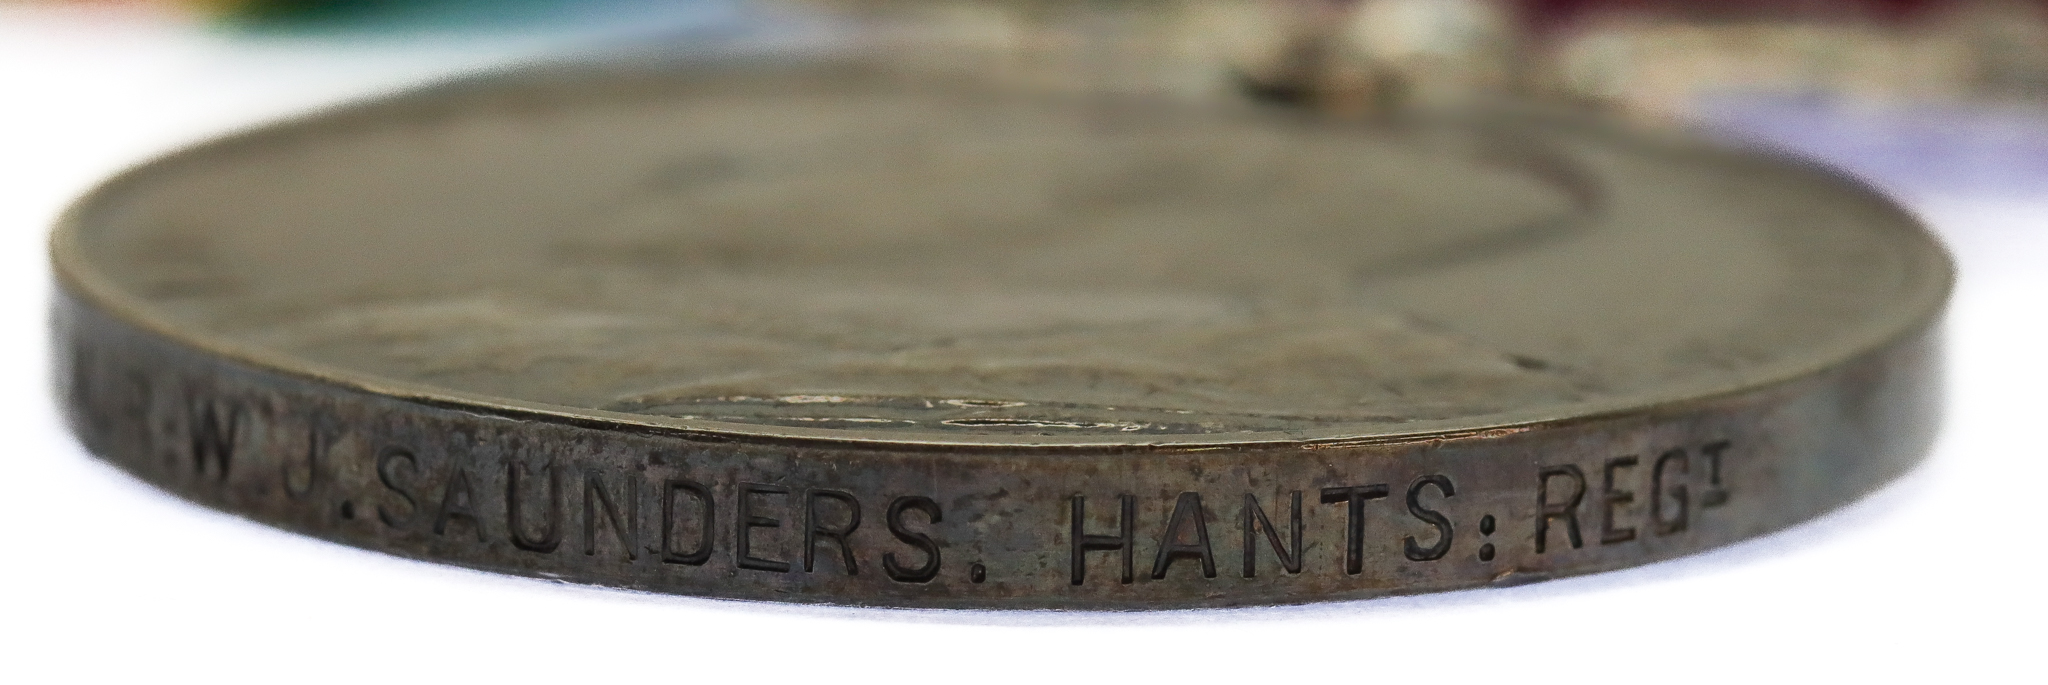 W. J. SAUNDERS. HANTS: REGT